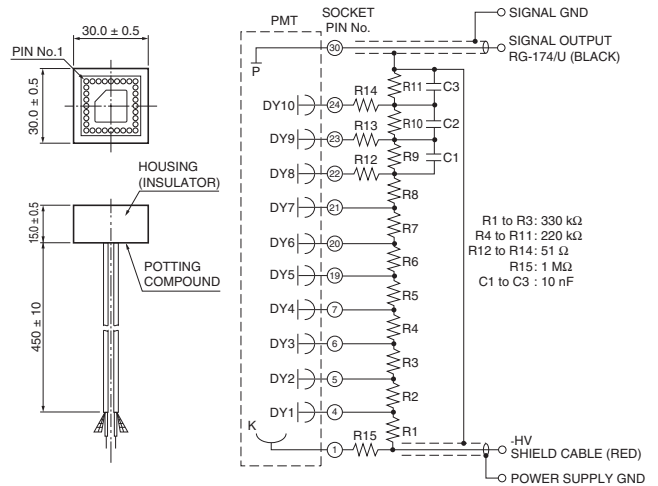 30.0 ± 0.5
PIN No.1
30.0 ± 0.5
HOUSING
(INSULATOR)
15.0 ± 0.5
POTTING
COMPOUND
450 ± 10
PMT
SOCKET
PIN No.
SIGNAL GND
SIGNAL OUTPUT
RG-174/U (BLACK)
P
30
R11
C3
DY10
24
R14
R10
C2
DY9
23
R13
R9
C1
DY8
22
R12
R8
DY7
21
R7
DY6
20
R6
DY5
19
R5
DY4
7
R4
DY3
6
R3
DY2
5
R2
DY1
4
R1
K
1
R15
R1 to R3 : 330 kΩ
R4 to R11 : 220 kΩ
R12 to R14 : 51 Ω
R15 : 1 MΩ
C1 to C3 : 10 nF
-HV
SHIELD CABLE (RED)
POWER SUPPLY GND